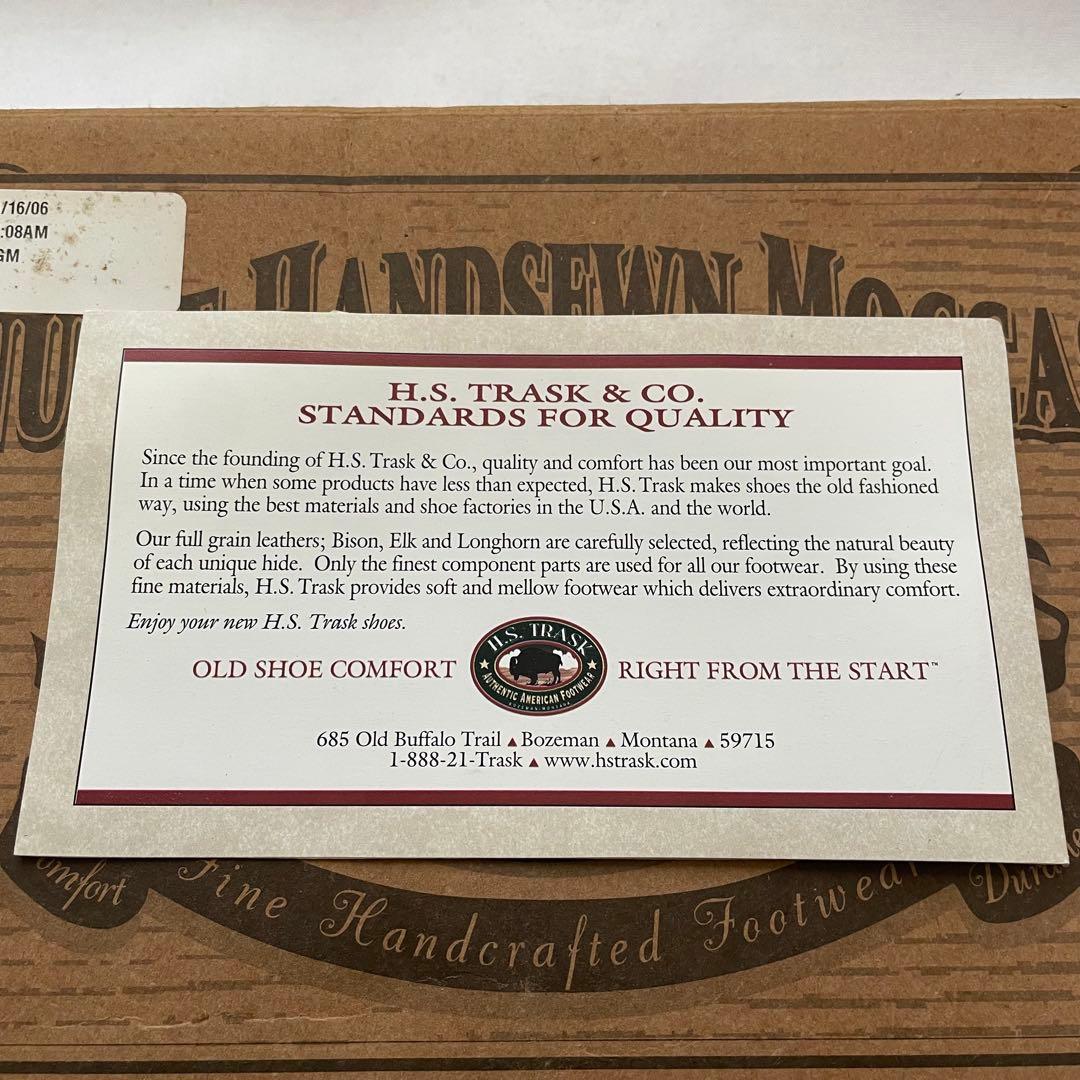 /16/06
:08AM
GM
HANDSEWN
H.S. TRASK & CO.
STANDARDS FOR QUALITY
Since the founding of H.S. Trask & Co., quality and comfort has been our most important goal.
In a time when some products have less than expected, H.S. Trask makes shoes the old fashioned
way, using the best materials and shoe factories in the U.S.A. and the world.
Our full grain leathers; Bison, Elk and Longhorn are carefully selected, reflecting the natural beauty
of each unique hide. Only the finest component parts are used for all our footwear. By using these
fine materials, H.S. Trask provides soft and mellow footwear which delivers extraordinary comfort.
Enjoy your new H.S. Trask shoes.
OLD SHOE COMFORT
H.S. TRASK
AUTHENTIC AMERICAN FOOTWEAR
BOZEMAN, MONTANA
RIGHT FROM THE START™
685 Old Buffalo Trail ▲ Bozeman ▲ Montana ▲ 59715
1-888-21-Trask ▲ www.hstrask.com
omfort
Fine Handcrafted Footwear